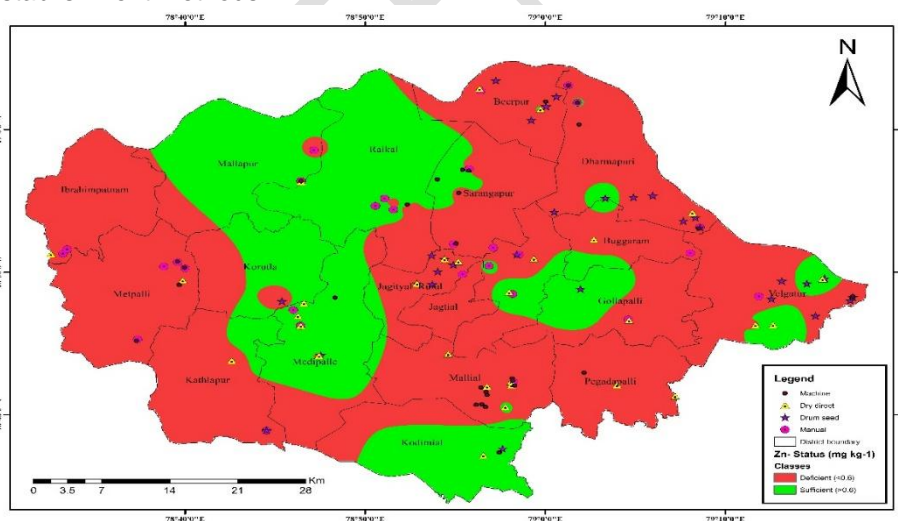 78°40'0"E 78°50'0"E 79°0'0"E 79°10'0"E
N
Beerpur
Mallapur
Raikal
Dharmapuri
Ibrahimpatnam
Sarangapur
Buggaram
Korutla
Metpalli
Jagityal Rural
Gollapalli
Velgatur
Jagtial
Medipalle
Kathlapur
Mallial
Pegadapalli
Kodimial
Legend
Machine
Dry direct
Drum seed
Manual
District boundary
Zn- Status (mg kg-1)
Classes
Deficient (<0.6)
Sufficient (>0.6)
Km
0 3.5 7 14 21 28
78°40'0"E 78°50'0"E 79°0'0"E 79°10'0"E